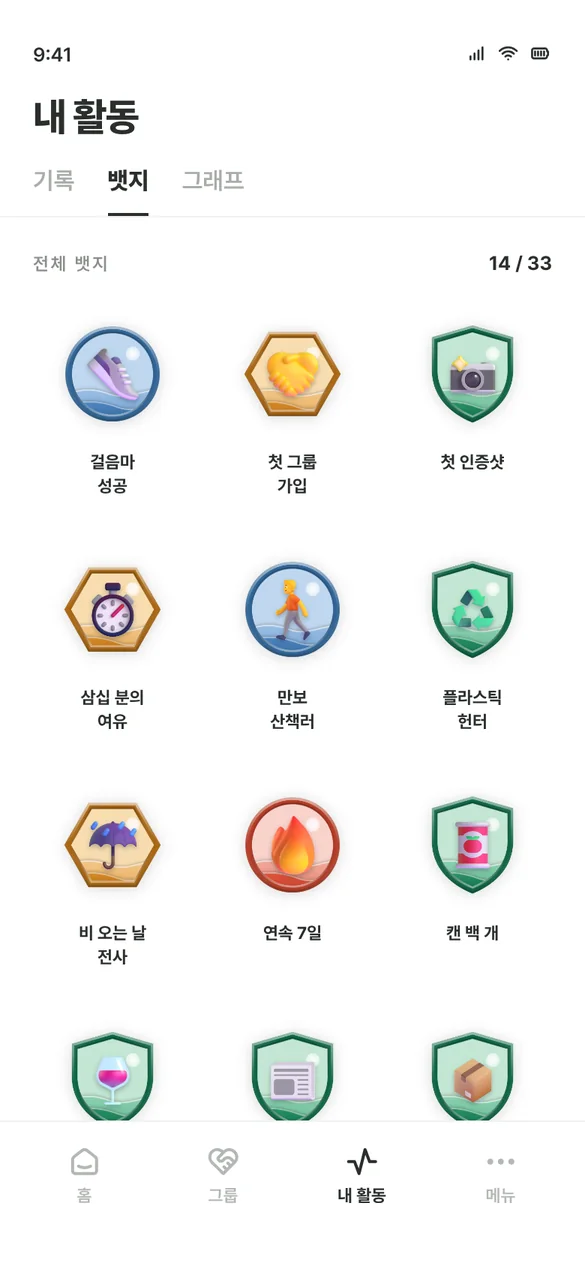 9:41
내 활동
기록 뱃지 그래프
전체 뱃지 14 / 33
걸음마
성공
첫 그룹
가입
첫 인증샷
삼십 분의
여유
만보
산책러
플라스틱
헌터
비 오는 날
전사
연속 7일
캔 백 개
홈 그룹 내 활동 메뉴